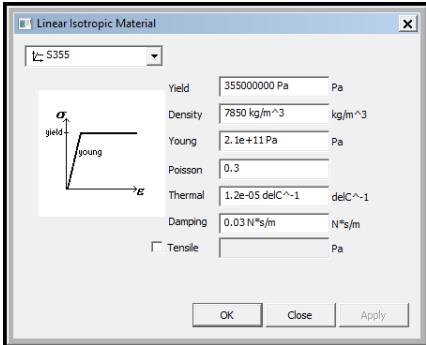 Linear Isotropic Material
S355
Yield 355000000 Pa Pa
Density 7850 kg/m^3 kg/m^3
Young 2.1e+11 Pa Pa
Poisson 0.3
Thermal 1.2e-05 delC^-1 delC^-1
Damping 0.03 N*s/m N*s/m
Tensile Pa
σ
yield
young
ε
OK Close Apply